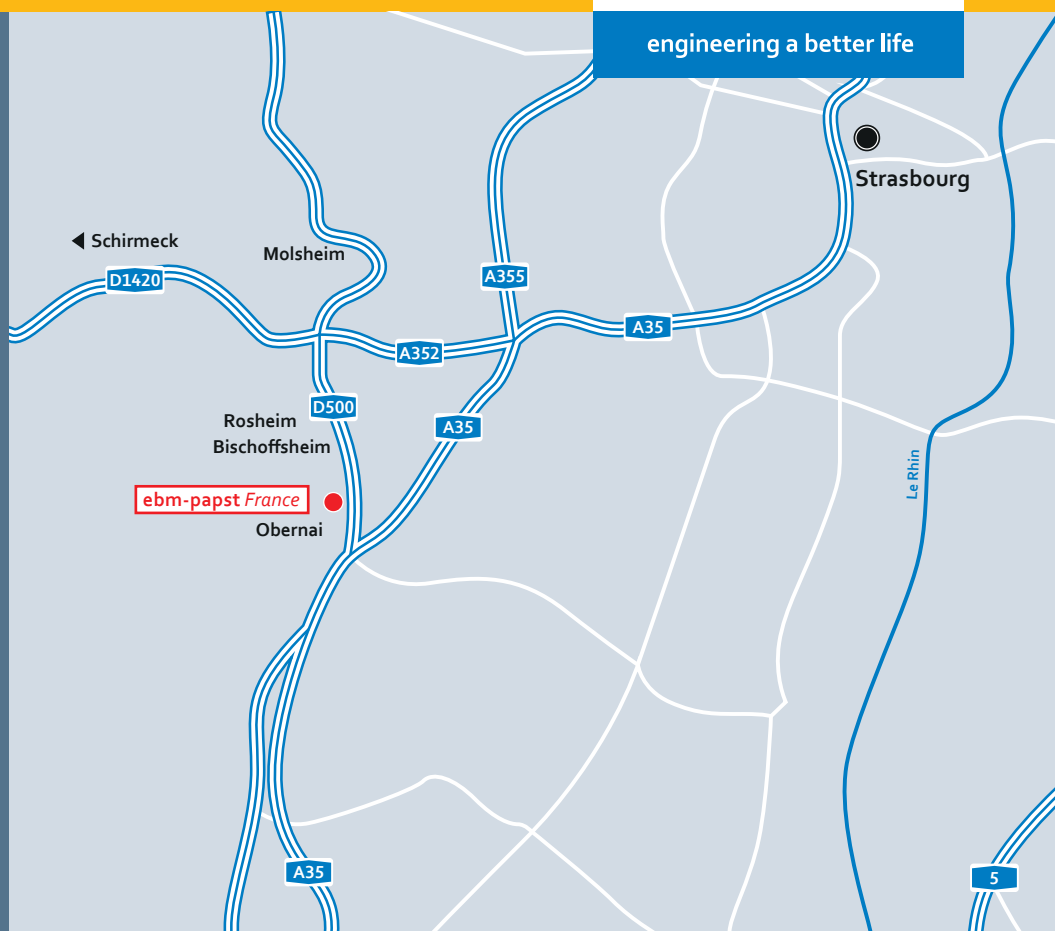 engineering a better life
Strasbourg
Schirmeck
Molsheim
D1420
A355
A35
A352
D500
Rosheim
Bischoffsheim
A35
Le Rhin
ebm-papst France
Obernai
A35
5